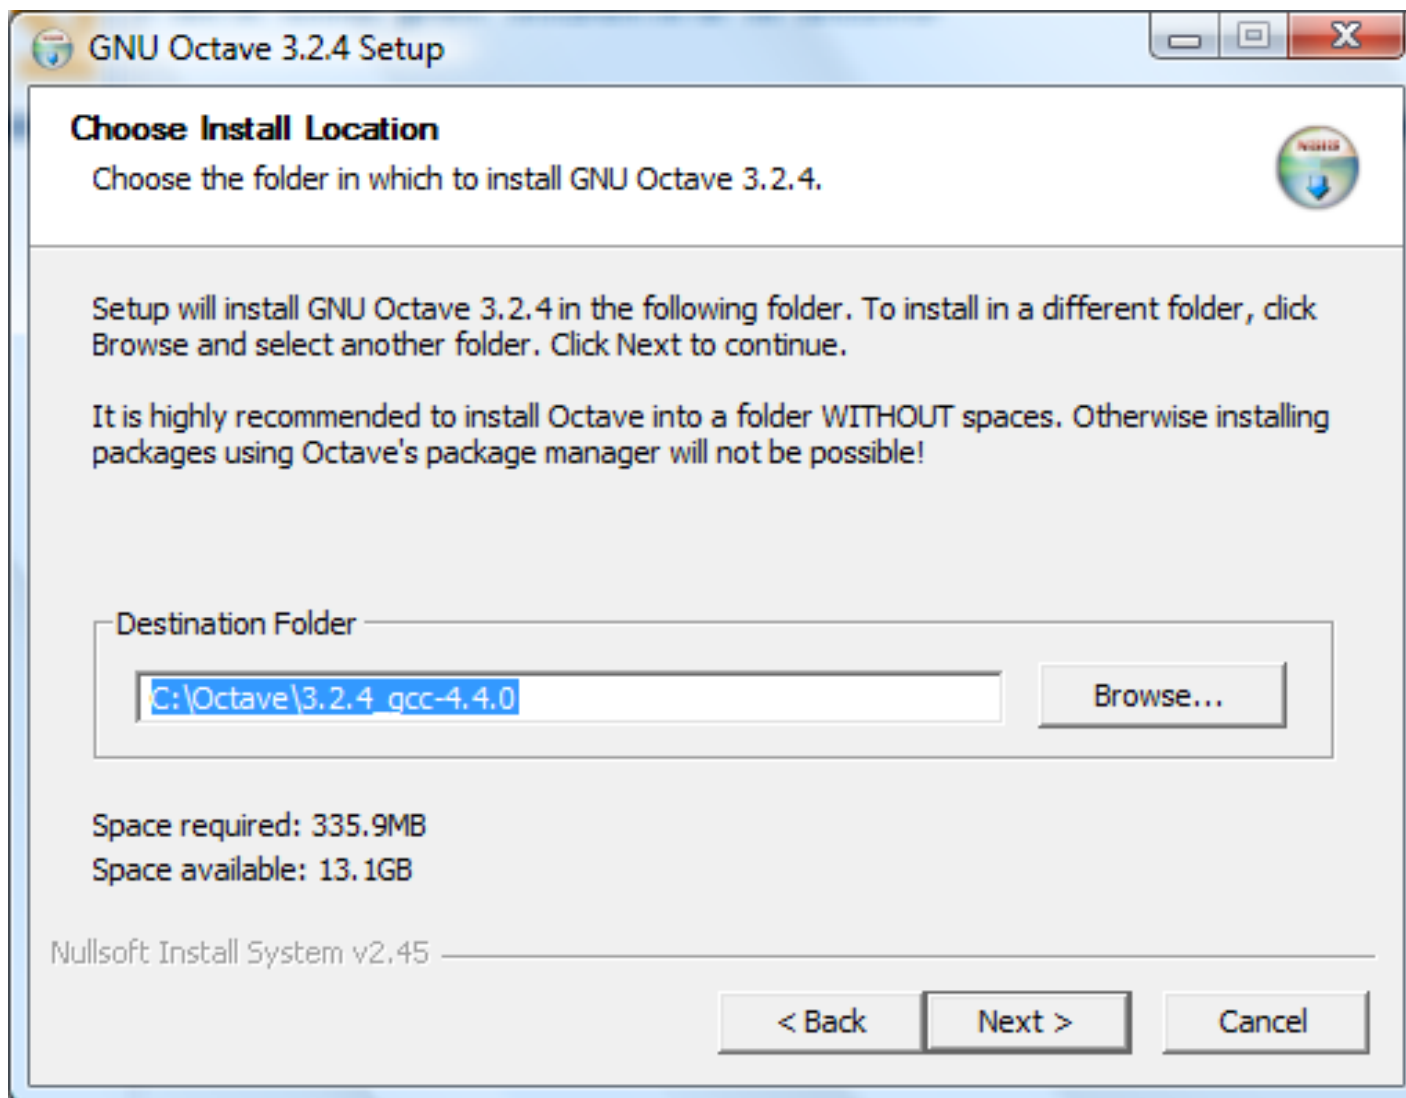 GNU Octave 3.2.4 Setup
Choose Install Location
Choose the folder in which to install GNU Octave 3.2.4.
Setup will install GNU Octave 3.2.4 in the following folder. To install in a different folder, click
Browse and select another folder. Click Next to continue.
It is highly recommended to install Octave into a folder WITHOUT spaces. Otherwise installing
packages using Octave's package manager will not be possible!
Destination Folder
C:\Octave\3.2.4_gcc-4.4.0
Browse...
Space required: 335.9MB
Space available: 13.1GB
Nullsoft Install System v2.45
< Back
Next >
Cancel